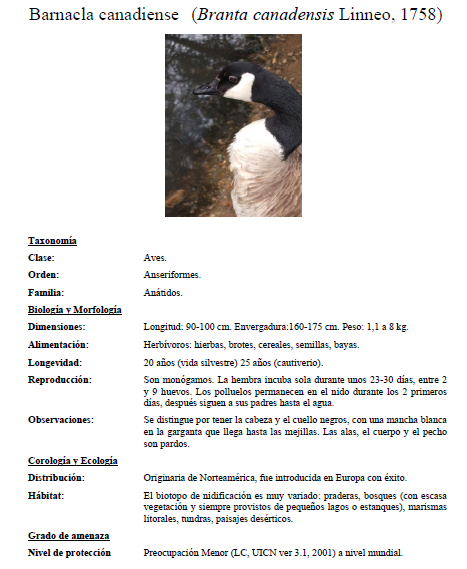 Barnacla canadiense (Branta canadensis Linneo, 1758)
Taxonomía
Clase: Aves.
Orden: Anseriformes.
Familia: Anátidos.
Biología y Morfología
Dimensiones: Longitud: 90-100 cm. Envergadura:160-175 cm. Peso: 1,1 a 8 kg.
Alimentación: Herbívoros: hierbas, brotes, cereales, semillas, bayas.
Longevidad: 20 años (vida silvestre) 25 años (cautiverio).
Reproducción: Son monógamos. La hembra incuba sola durante unos 23-30 días, entre 2
y 9 huevos. Los polluelos permanecen en el nido durante los 2 primeros
días, después siguen a sus padres hasta el agua.
Observaciones: Se distingue por tener la cabeza y el cuello negros, con una mancha blanca
en la garganta que llega hasta las mejillas. Las alas, el cuerpo y el pecho
son pardos.
Corología y Ecología
Distribución: Originaria de Norteamérica, fue introducida en Europa con éxito.
Hábitat: El biotopo de nidificación es muy variado: praderas, bosques (con escasa
vegetación y siempre provistos de pequeños lagos o estanques), marismas
litorales, tundras, paisajes desérticos.
Grado de amenaza
Nivel de protección Preocupación Menor (LC, UICN ver 3.1, 2001) a nivel mundial.